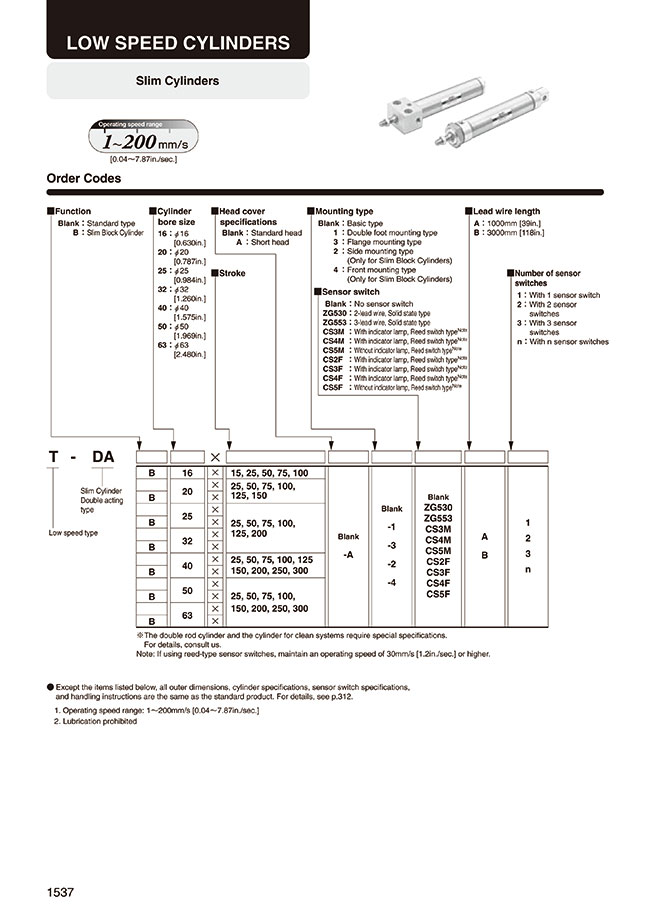 LOW SPEED CYLINDERS
Slim Cylinders
Operating speed range
1~200mm/s
[0.04〜7.87in./sec.]
Order Codes
■Function
Blank：Standard type
B：Slim Block Cylinder
■Cylinder
bore size
16：φ16
[0.630in.]
20：φ20
[0.787in.]
25：φ25
[0.984in.]
32：φ32
[1.260in.]
40：φ40
[1.575in.]
50：φ50
[1.969in.]
63：φ63
[2.480in.]
■Head cover
specifications
Blank：Standard head
A：Short head
■Stroke
■Mounting type
Blank：Basic type
1：Double foot mounting type
3：Flange mounting type
2：Side mounting type
(Only for Slim Block Cylinders)
4：Front mounting type
(Only for Slim Block Cylinders)
■Sensor switch
Blank：No sensor switch
ZG530：2-lead wire, Solid state type
ZG553：3-lead wire, Solid state type
CS3M：With indicator lamp, Reed switch type Note
CS4M：With indicator lamp, Reed switch type Note
CS5M：Without indicator lamp, Reed switch type Note
CS2F：With indicator lamp, Reed switch type Note
CS3F：With indicator lamp, Reed switch type Note
CS4F：With indicator lamp, Reed switch type Note
CS5F：Without indicator lamp, Reed switch type Note
■Lead wire length
A：1000mm [39in.]
B：3000mm [118in.]
■Number of sensor
switches
1：With 1 sensor switch
2：With 2 sensor
switches
3：With 3 sensor
switches
n：With n sensor switches
T - DA ×
Slim Cylinder
Double acting
type
Low speed type
B 16 × 15, 25, 50, 75, 100
20 × 25, 50, 75, 100,
B × 125, 150
25 ×
B × 25, 50, 75, 100,
32 × 125, 200
B ×
40 × 25, 50, 75, 100, 125
B × 150, 200, 250, 300
50 ×
B × 25, 50, 75, 100,
63 × 150, 200, 250, 300
B ×
Blank
-A
Blank
-1
-3
-2
-4
Blank
ZG530
ZG553
CS3M
CS4M
CS5M
CS2F
CS3F
CS4F
CS5F
A
B
1
2
3
n
※The double rod cylinder and the cylinder for clean systems require special specifications.
For details, consult us.
Note: If using reed-type sensor switches, maintain an operating speed of 30mm/s [1.2in./sec.] or higher.
●Except the items listed below, all outer dimensions, cylinder specifications, sensor switch specifications,
and handling instructions are the same as the standard product. For details, see p.312.
1. Operating speed range: 1〜200mm/s [0.04〜7.87in./sec.]
2. Lubrication prohibited
1537